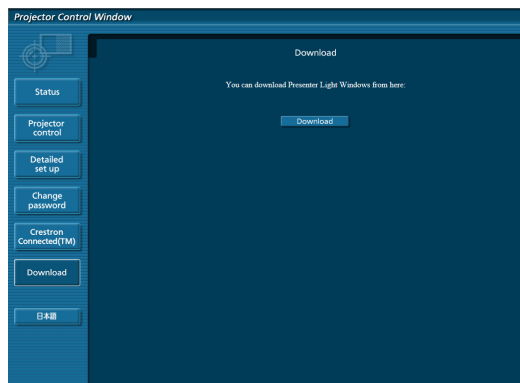 Projector Control Window
Download
You can download Presenter Light Windows from here:
Download
Status
Projector
control
Detailed
set up
Change
password
Crestron
Connected(TM)
Download
日本語